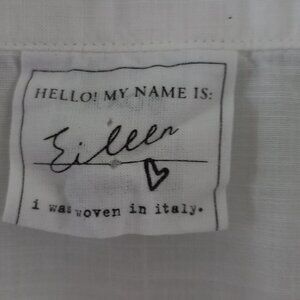 HELLO! MY NAME IS:
Eileen
i was woven in italy.